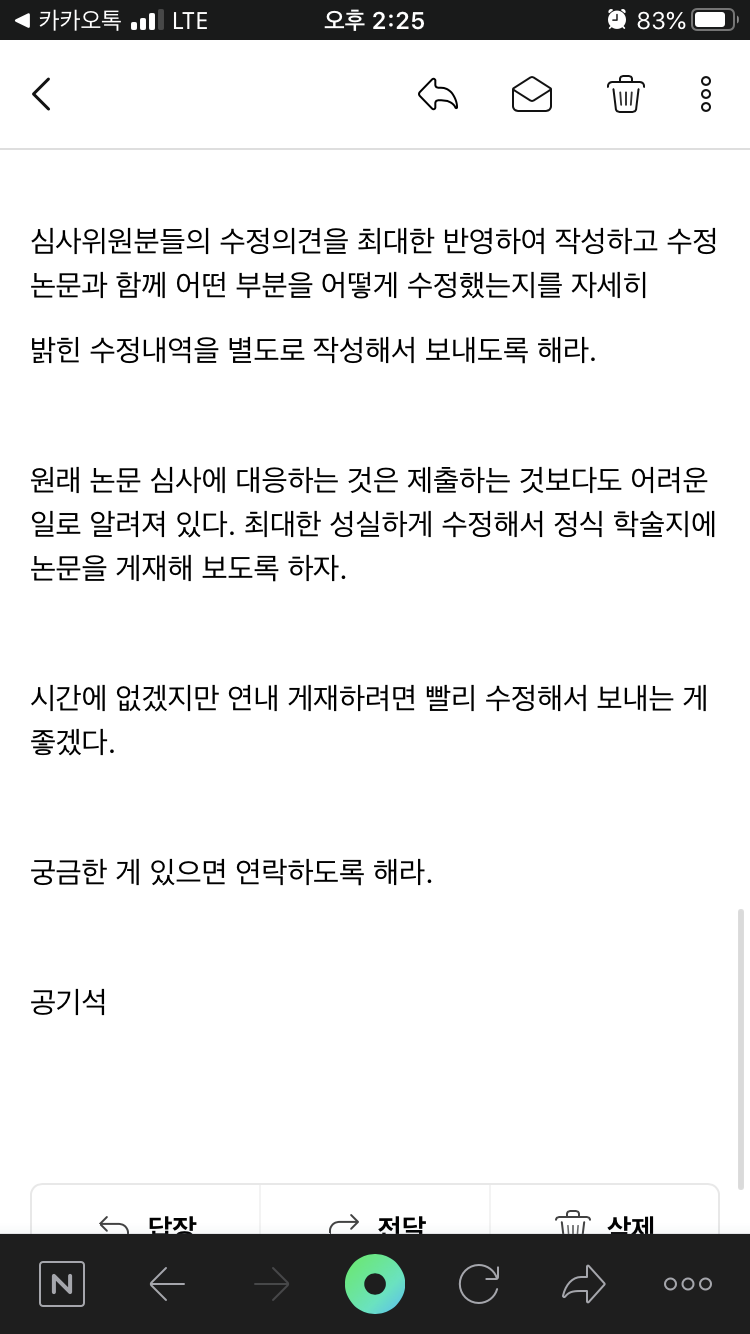 카카오톡 LTE 오후 2:25 83%
심사위원분들의 수정의견을 최대한 반영하여 작성하고 수정
논문과 함께 어떤 부분을 어떻게 수정했는지를 자세히
밝힌 수정내역을 별도로 작성해서 보내도록 해라.
원래 논문 심사에 대응하는 것은 제출하는 것보다도 어려운
일로 알려져 있다. 최대한 성실하게 수정해서 정식 학술지에
논문을 게재해 보도록 하자.
시간에 없겠지만 연내 게재하려면 빨리 수정해서 보내는 게
좋겠다.
궁금한 게 있으면 연락하도록 해라.
공기석
답장 전달 삭제
N